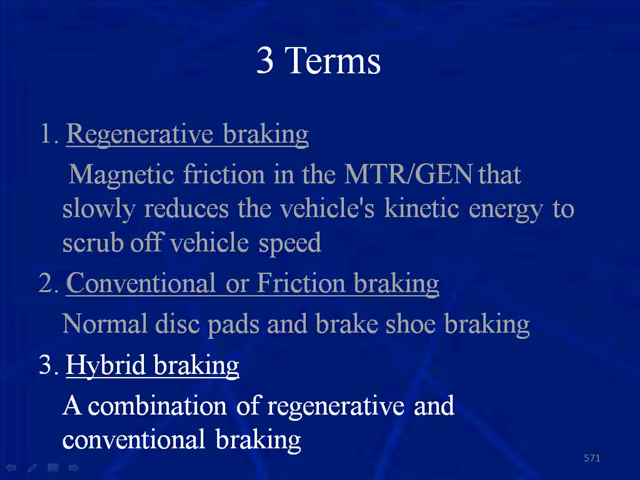 3 Terms
1. Regenerative braking
Magnetic friction in the MTR/GEN that
slowly reduces the vehicle's kinetic energy to
scrub off vehicle speed
2. Conventional or Friction braking
Normal disc pads and brake shoe braking
3. Hybrid braking
A combination of regenerative and
conventional braking
571